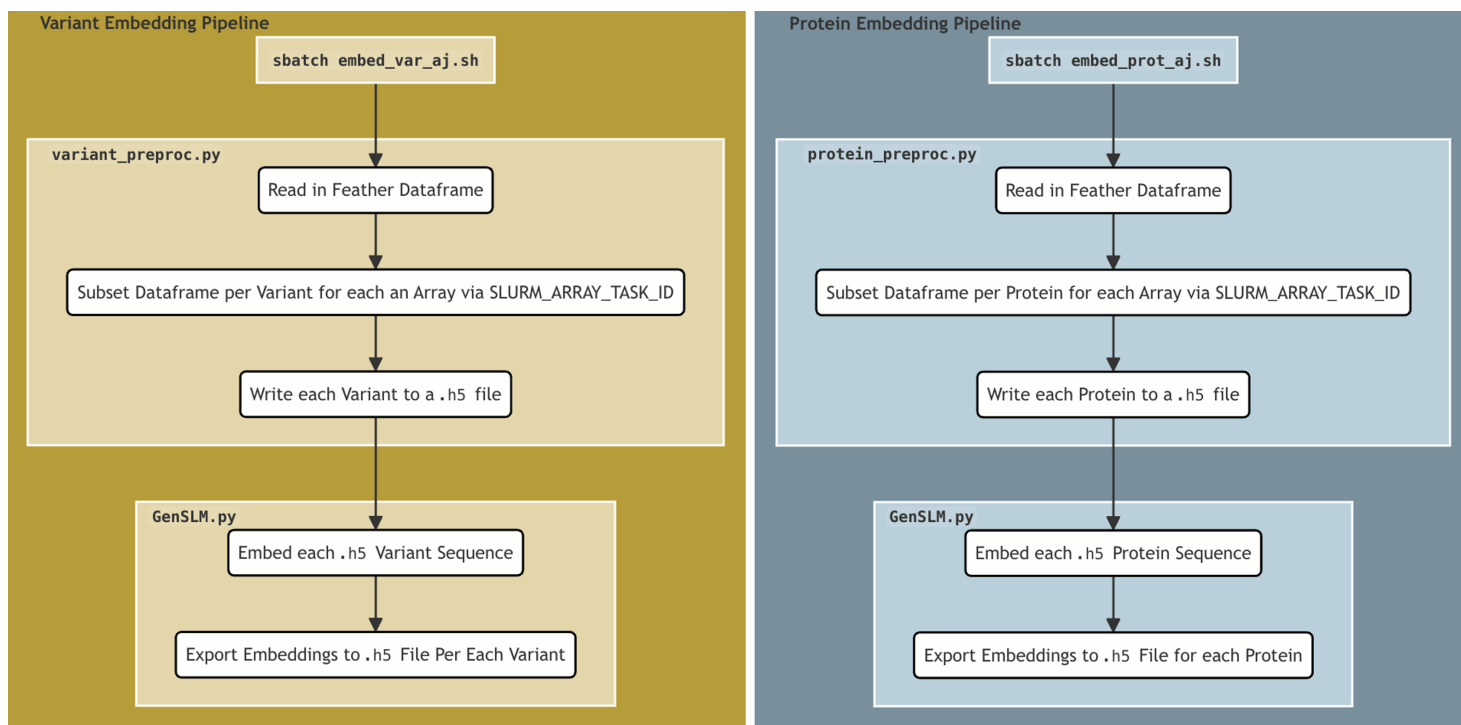 Variant Embedding Pipeline
sbatch embed_var_aj.sh
variant_preproc.py
Read in Feather Dataframe
Subset Dataframe per Variant for each an Array via SLURM_ARRAY_TASK_ID
Write each Variant to a .h5 file
GenSLM.py
Embed each .h5 Variant Sequence
Export Embeddings to .h5 File Per Each Variant
Protein Embedding Pipeline
sbatch embed_prot_aj.sh
protein_preproc.py
Read in Feather Dataframe
Subset Dataframe per Protein for each Array via SLURM_ARRAY_TASK_ID
Write each Protein to a .h5 file
GenSLM.py
Embed each .h5 Protein Sequence
Export Embeddings to .h5 File for each Protein